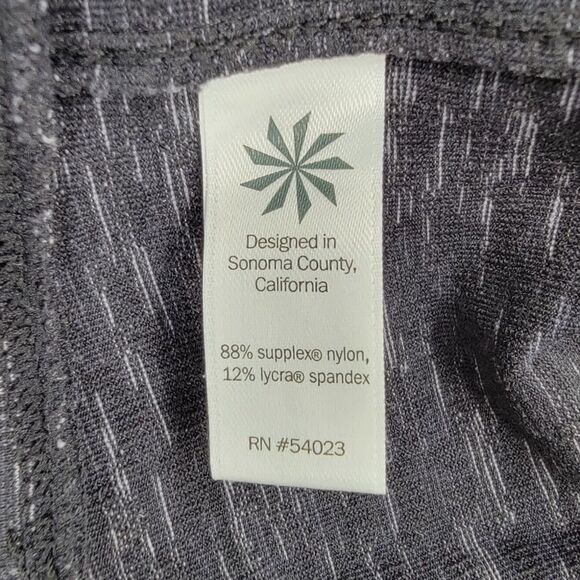 Designed in
Sonoma County,
California
88% supplex® nylon,
12% lycra® spandex
RN #54023